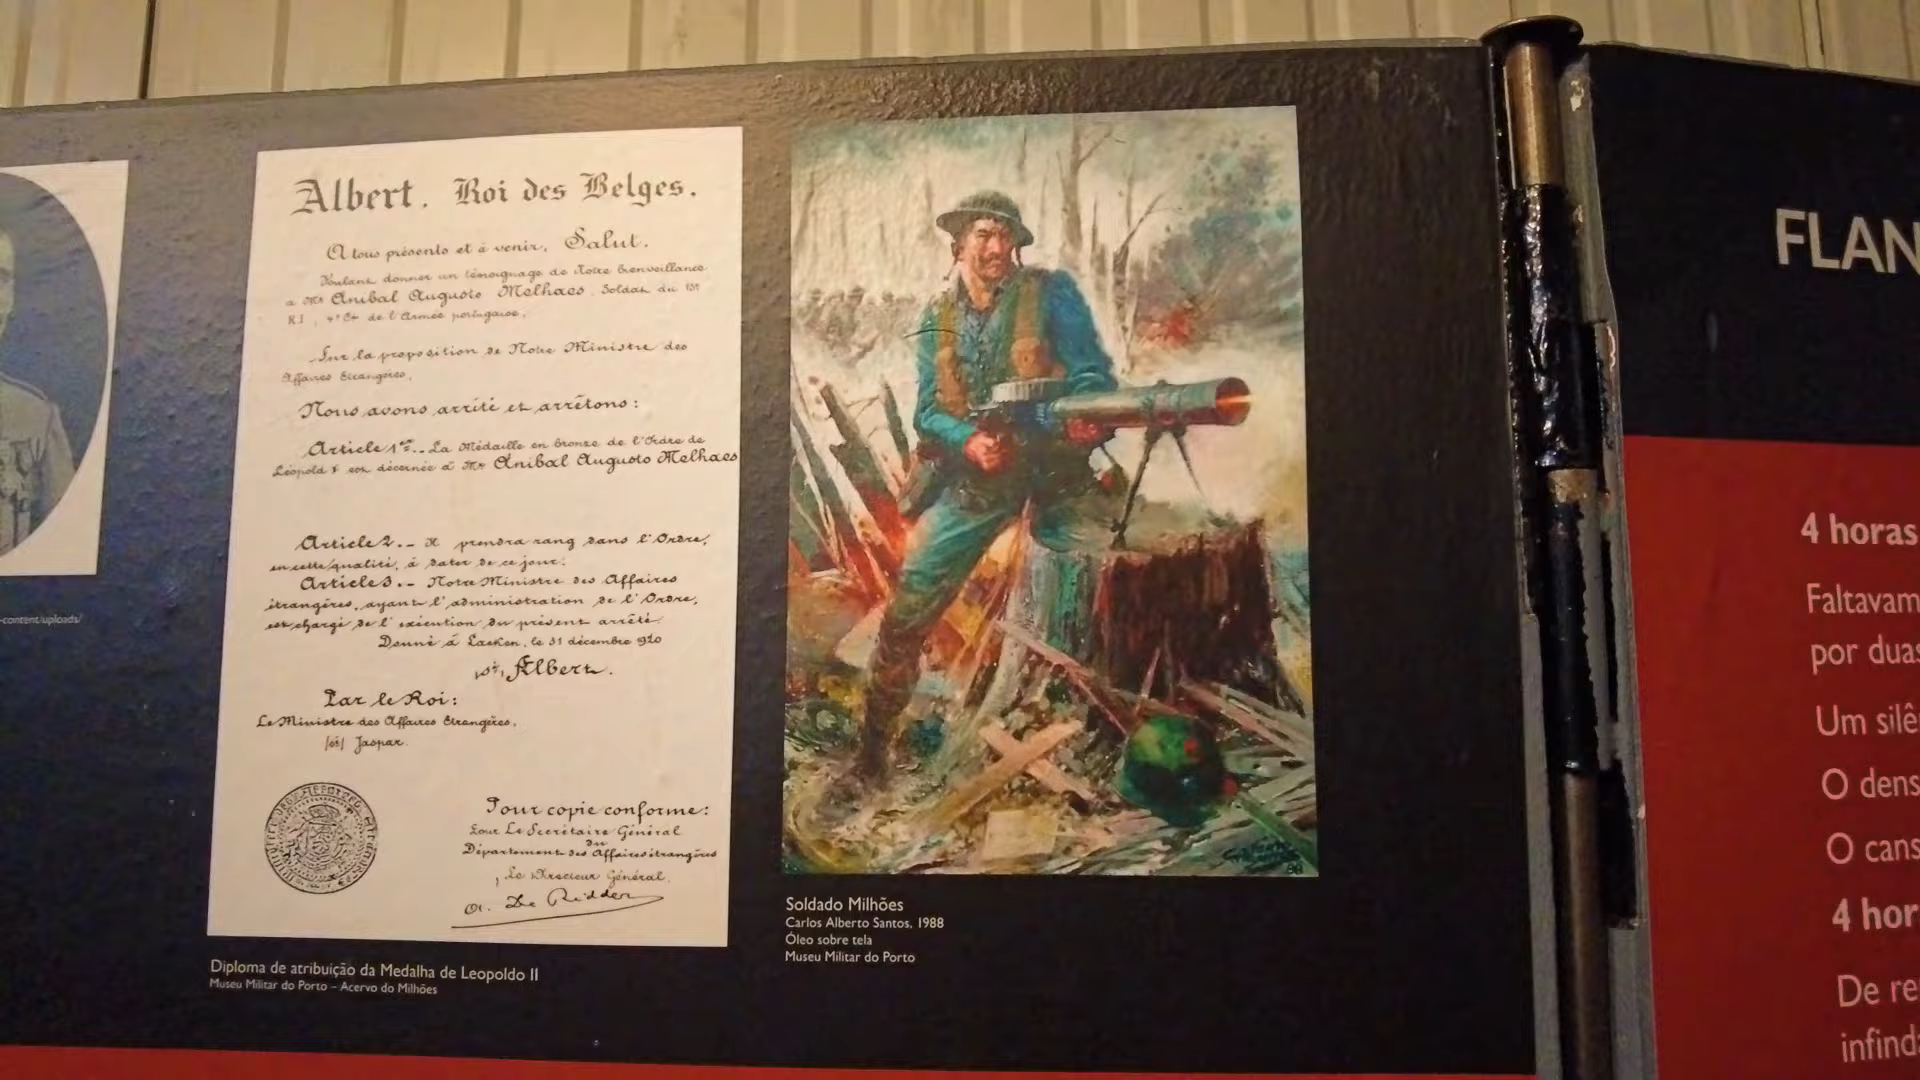 -content/uploads/
Albert. Roi des Belges.
A tous présents et à venir, Salut.
Voulant donner un témoignage de Notre bienveillance
à Mr Anibal Augusto Melhaes, Soldat du 15e
R.I., 4e Cie de l'Armée portugaise,
Sur la proposition de Notre Ministre des
Affaires Etrangères,
Nous avons arrêté et arrêtons:
Article 1er.- La Médaille en bronze de l'Ordre de
Léopold II est décernée à Mr Anibal Augusto Melhaes
Article 2.- Il prendra rang dans l'Ordre,
en cette qualité, à dater de ce jour.
Article 3.- Notre Ministre des Affaires
étrangères, ayant l'administration de l'Ordre,
est chargé de l'exécution du présent arrêté.
Donné à Laeken, le 31 décembre 1920
(sé) Albert.
Par le Roi:
Le Ministre des Affaires Etrangères,
(sé) Jaspar.
Pour copie conforme:
Pour Le Secrétaire Général
du
Département des Affaires étrangères
Le Directeur Général,
A. De Ridder
Diploma de atribuição da Medalha de Leopoldo II
Museu Militar do Porto – Acervo do Milhões
88
Soldado Milhões
Carlos Alberto Santos, 1988
Óleo sobre tela
Museu Militar do Porto
FLAN
4 horas
Faltavam
por duas
Um silê
O dens
O cans
4 hor
De re
infind